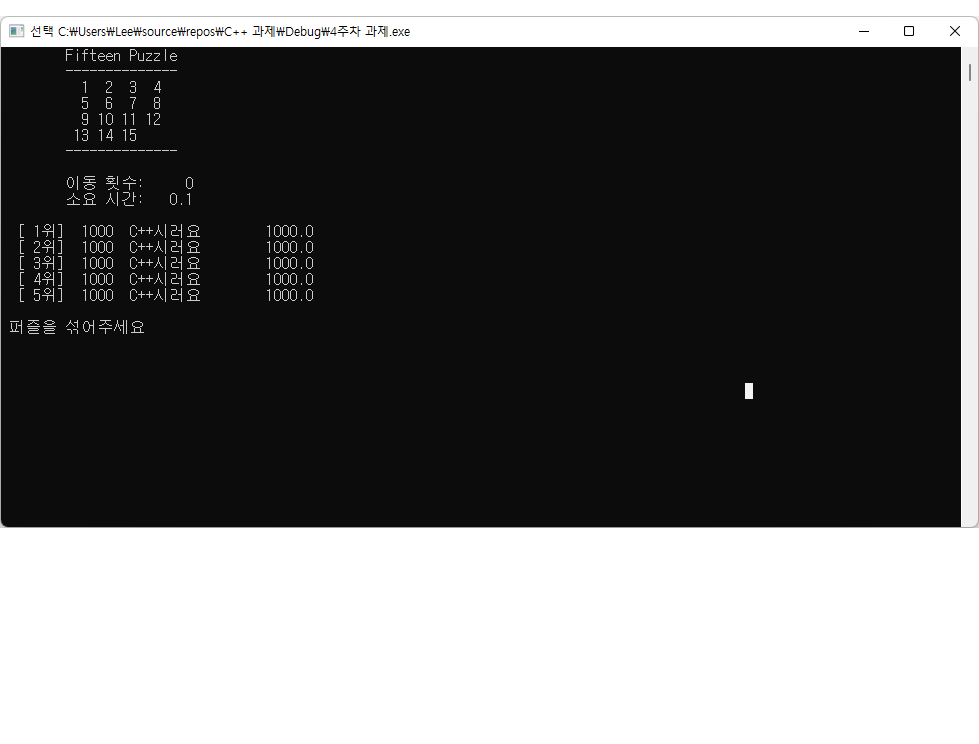 선택 C:₩Users₩Lee₩source₩repos₩C++ 과제₩Debug₩4주차 과제.exe
Fifteen Puzzle
--------------
1 2 3 4
5 6 7 8
9 10 11 12
13 14 15
--------------
이동 횟수: 0
소요 시간: 0.1
[ 1위] 1000 C++시러요 1000.0
[ 2위] 1000 C++시러요 1000.0
[ 3위] 1000 C++시러요 1000.0
[ 4위] 1000 C++시러요 1000.0
[ 5위] 1000 C++시러요 1000.0
퍼즐을 섞어주세요